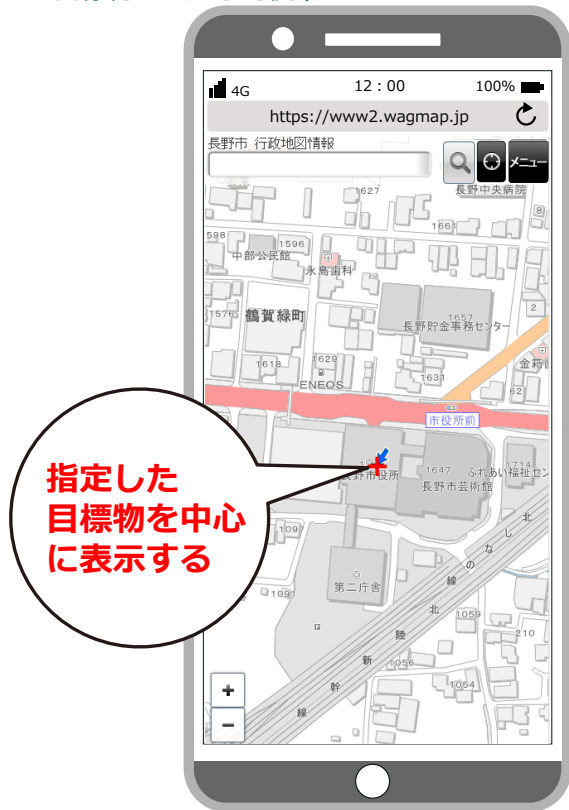 4G
12：00
100%
https://www2.wagmap.jp
長野市 行政地図情報
メニュー
1627
長野中央病院
8
1661
598
1596
中部公民館
永島歯科
2
1576
鶴賀緑町
1657
長野貯金事務センター
1618
1629
金箱
ENEOS
1631
62
市役所前
指定した
目標物を中心
に表示する
長野市役所
1647
1714
ふれあい福祉セン
長野市芸術館
1097
北
し
な
の
線
第二庁舎
1091
北
陸
新
幹
線
1059
210
1056
1054
+
−